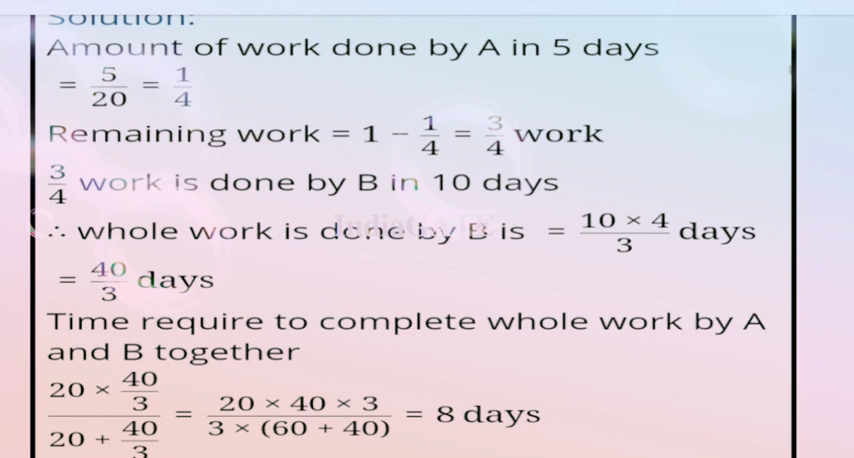 Solution:
Amount of work done by A in 5 days
= 5/20 = 1/4
Remaining work = 1 − 1/4 = 3/4 work
3/4 work is done by B in 10 days
∴ whole work is done by B is = (10 × 4)/3 days
= 40/3 days
Time require to complete whole work by A
and B together
(20 × 40/3)/(20 + 40/3) = (20 × 40 × 3)/(3 × (60 + 40)) = 8 days